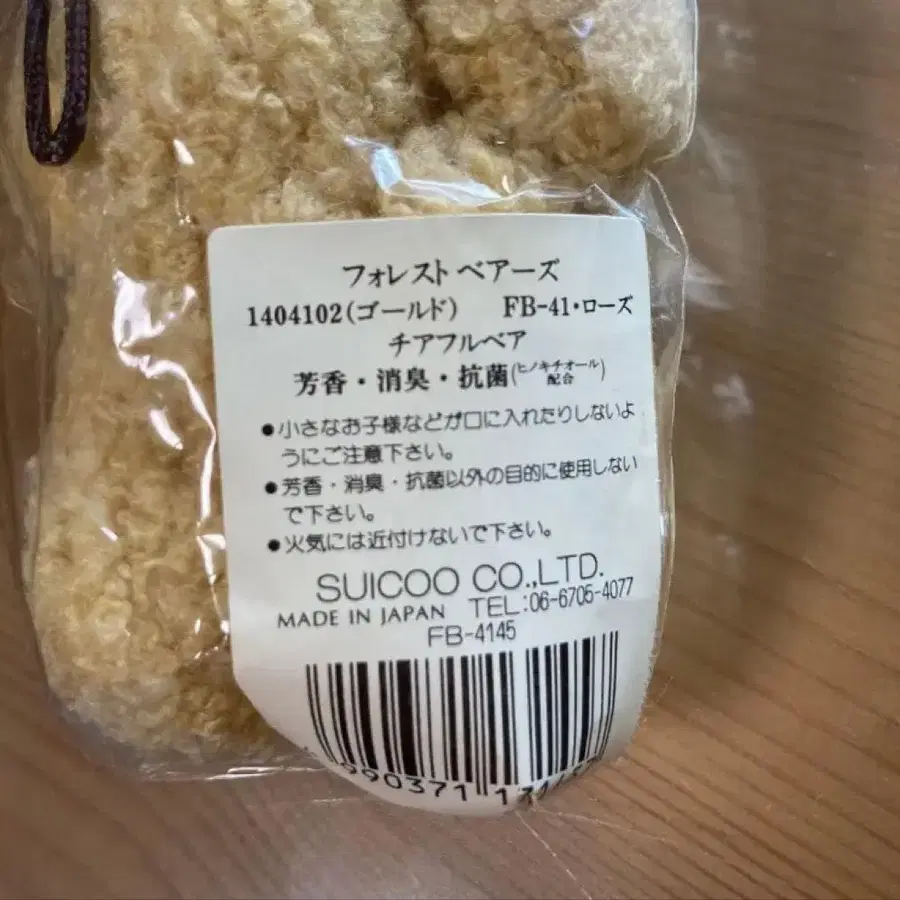 フォレスト ベアーズ
1404102(ゴールド) FB-41・ローズ
チアフルベア
芳香・消臭・抗菌(ヒノキチオール配合)
●小さなお子様などが口に入れたりしないよ
うにご注意下さい。
●芳香・消臭・抗菌以外の目的に使用しない
で下さい。
●火気には近付けないで下さい。
SUICOO CO.,LTD.
MADE IN JAPAN TEL:06-6705-4077
FB-4145
990371